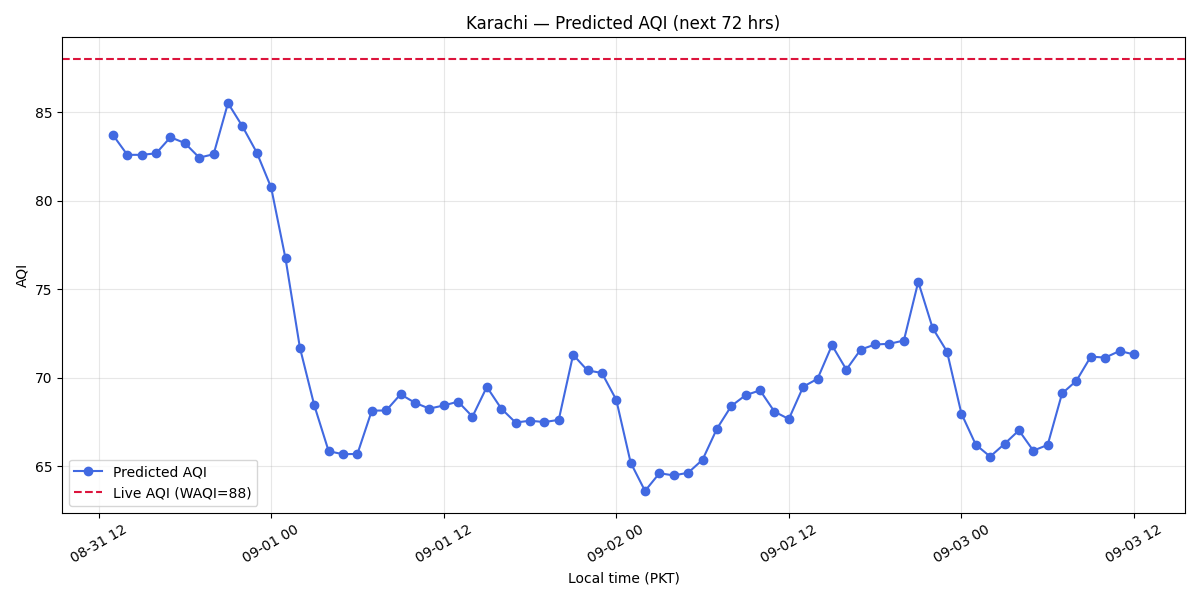 Karachi — Predicted AQI (next 72 hrs)
AQI
85
80
75
70
65
Predicted AQI
Live AQI (WAQI=88)
08-31 12
09-01 00
09-01 12
09-02 00
09-02 12
09-03 00
09-03 12
Local time (PKT)